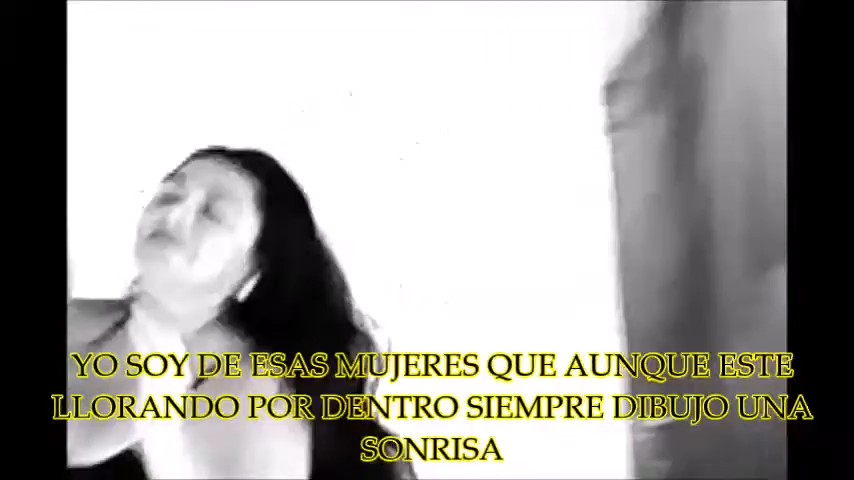 YO SOY DE ESAS MUJERES QUE AUNQUE ESTE
LLORANDO POR DENTRO SIEMPRE DIBUJO UNA
SONRISA